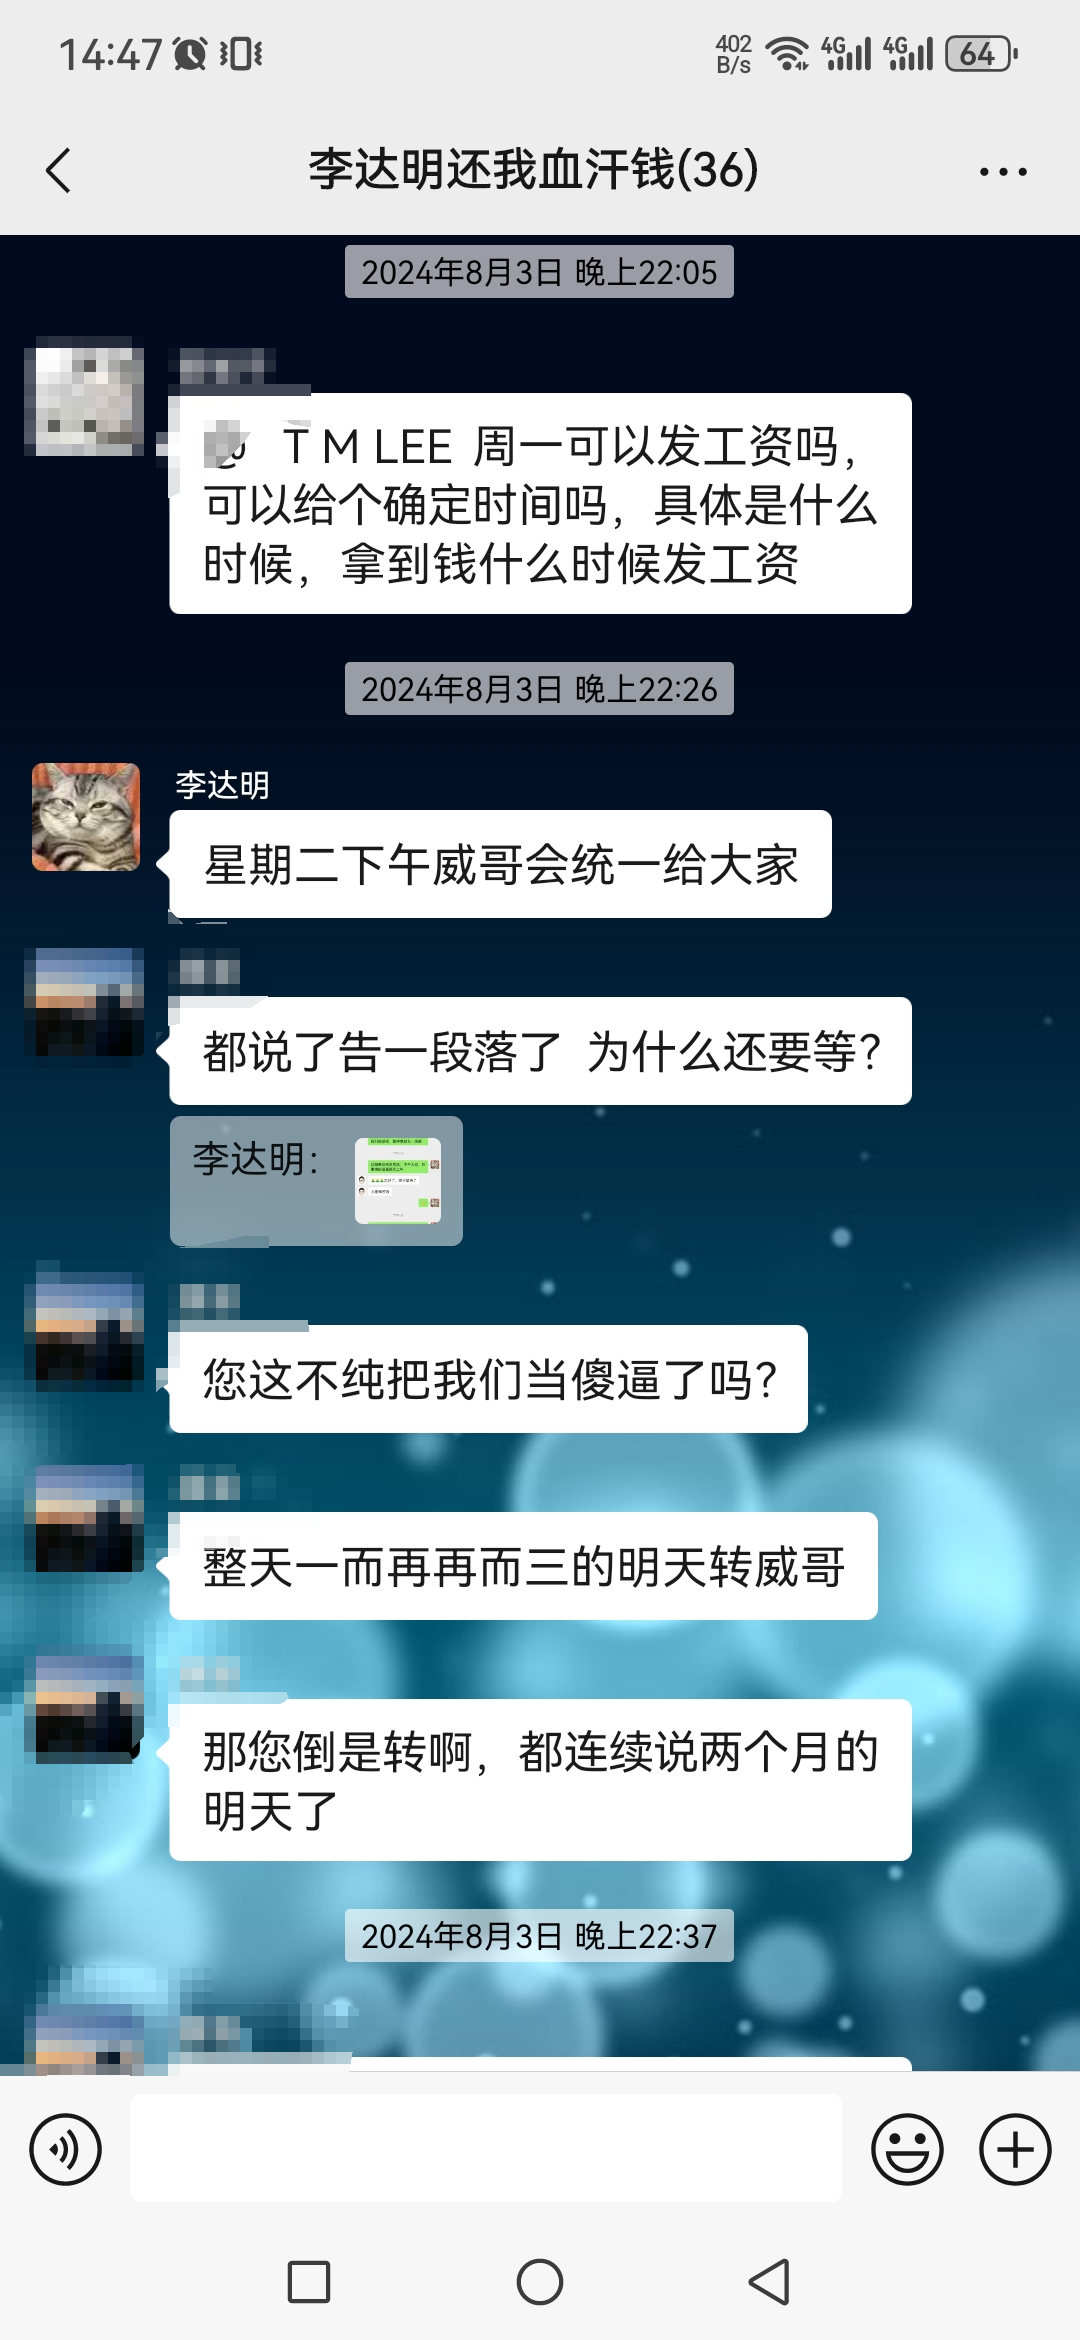 14:47
402
B/s
4G
4G
64
李达明还我血汗钱(36)
2024年8月3日 晚上22:05
@ T M LEE 周一可以发工资吗，
可以给个确定时间吗，具体是什么
时候，拿到钱什么时候发工资
2024年8月3日 晚上22:26
李达明
星期二下午威哥会统一给大家
都说了告一段落了 为什么还要等?
李达明:
您这不纯把我们当傻逼了吗?
整天一而再再而三的明天转威哥
那您倒是转啊，都连续说两个月的
明天了
2024年8月3日 晚上22:37